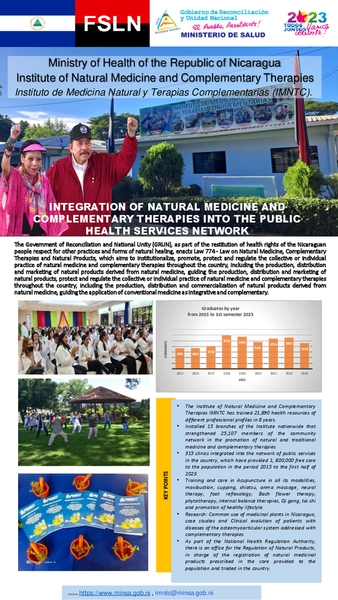 FSLN
Gobierno de Reconciliación
y Unidad Nacional
El Pueblo, Presidente!
MINISTERIO DE SALUD
2023
TODOS
JUNTOS
Vamos
Adelante!
Ministry of Health of the Republic of Nicaragua
Institute of Natural Medicine and Complementary Therapies
Instituto de Medicina Natural y Terapias Complementarias (IMNTC).
INTEGRATION OF NATURAL MEDICINE AND
COMPLEMENTARY THERAPIES INTO THE PUBLIC
HEALTH SERVICES NETWORK
The Government of Reconciliation and National Unity (GRUN), as part of the restitution of health rights of the Nicaraguan
people respect for other practices and forms of natural healing, enacts Law 774 - Law on Natural Medicine, Complementary
Therapies and Natural Products, which aims to institutionalize, promote, protect and regulate the collective or individual
practice of natural medicine and complementary therapies throughout the country, including the production, distribution
and marketing of natural products derived from natural medicine, guiding the production, distribution and marketing of
natural products, protect and regulate the collective or individual practice of natural medicine and complementary therapies
throughout the country, including the production, distribution and commercialization of natural products derived from
natural medicine, guiding the application of conventional medicine as integrative and complementary.
Graduates by year
from 2015 to 1st semester 2023
KEY POINTS
• The Institute of Natural Medicine and Complementary
Therapies IMNTC has trained 21,890 health resources of
different professional profiles in 8 years.
• Installed 15 branches of the Institute nationwide that
strengthened 25,107 members of the community
network in the promotion of natural and traditional
medicine and complementary therapies.
• 315 clinics integrated into the network of public services
in the country, which have provided 1, 800,000 free care
to the population in the period 2015 to the first half of
2023.
• Training and care in Acupuncture in all its modalities,
moxibustion, cupping, shiatsu, anma massage, neural
therapy, foot reflexology, Bach flower therapy,
phytotherapy, internal balance therapies, Qi gong, tai chi
and promotion of healthy lifestyle.
• Research: Common use of medicinal plants in Nicaragua,
case studies and Clinical evolution of patients with
diseases of the osteomyoarticular system addressed with
complementary therapies.
• As part of the National Health Regulation Authority,
there is an office for the Regulation of Natural Products,
in charge of the registration of natural medicinal
products prescribed in the care provided to the
population and traded in the country.
https://www.minsa.gob.ni , imntc@minsa.gob.ni